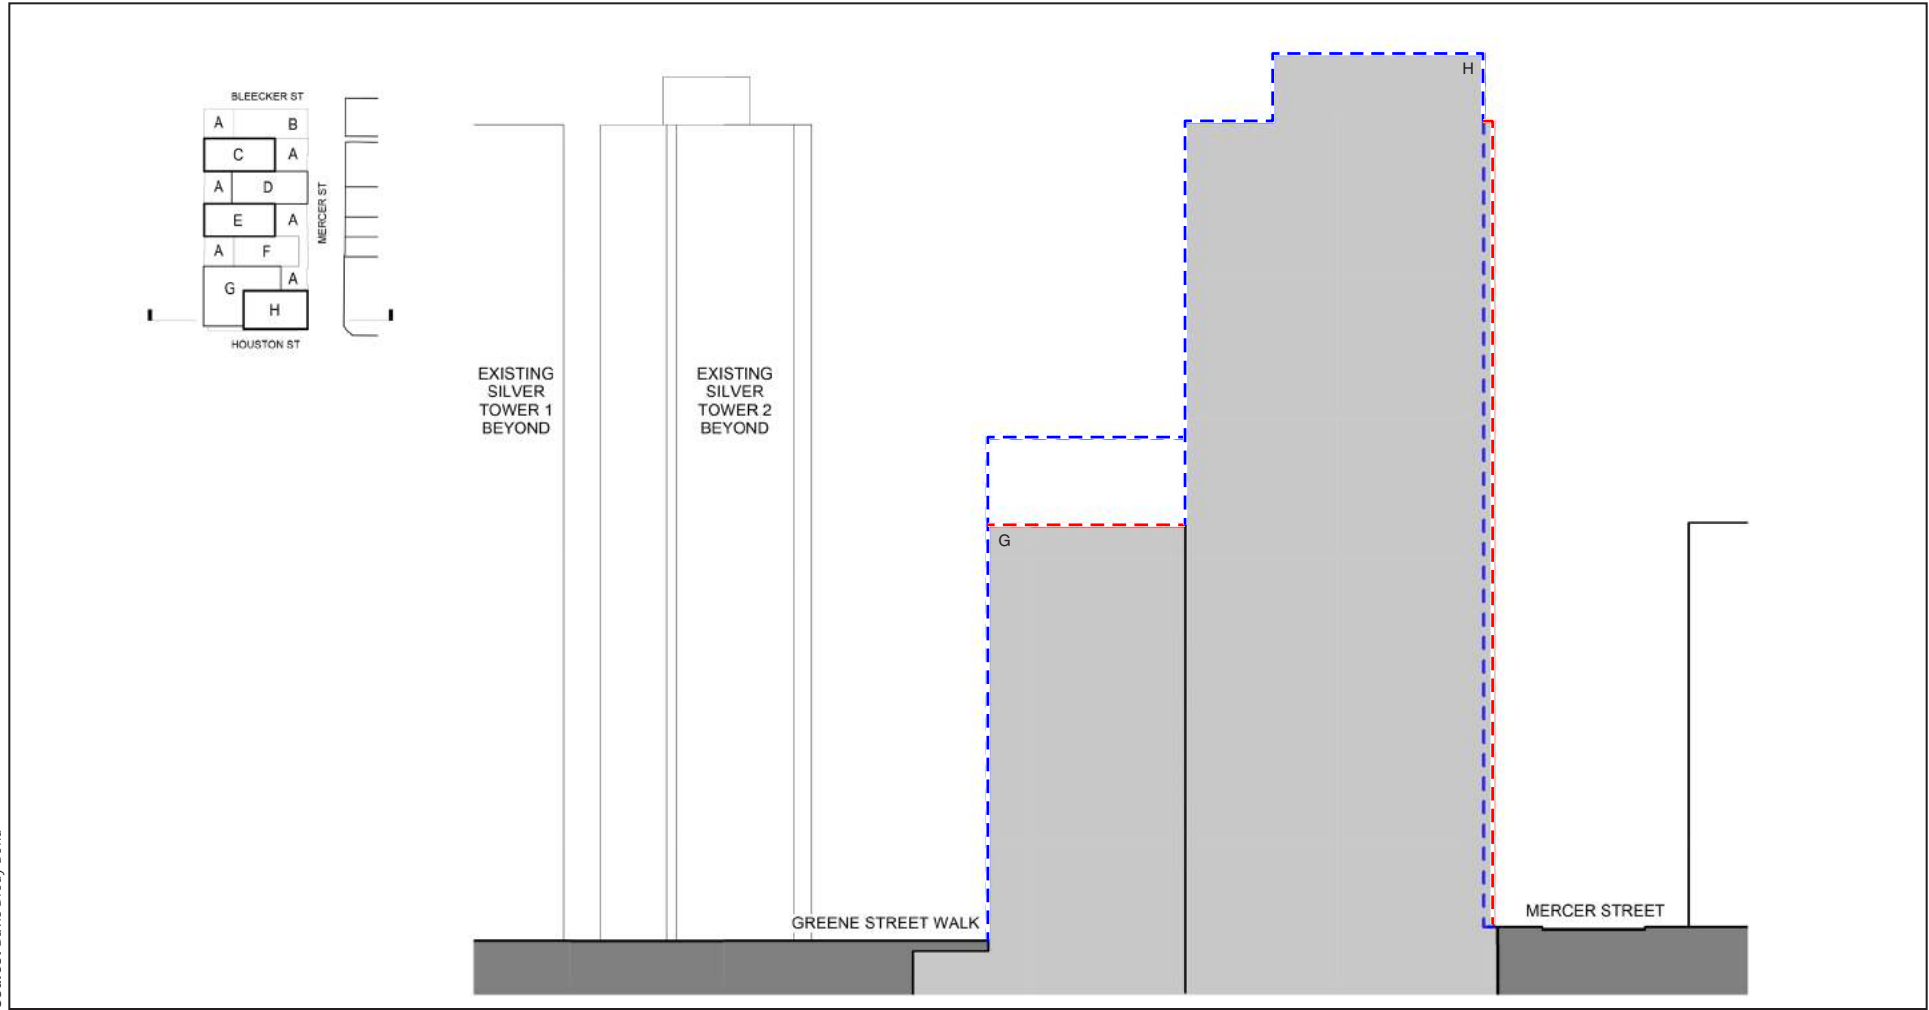 BLEECKER ST
A
B
C
A
A
D
E
A
A
F
G
A
H
MERCER ST
HOUSTON ST
H
EXISTING
SILVER
TOWER 1
BEYOND
EXISTING
SILVER
TOWER 2
BEYOND
G
GREENE STREET WALK
MERCER STREET